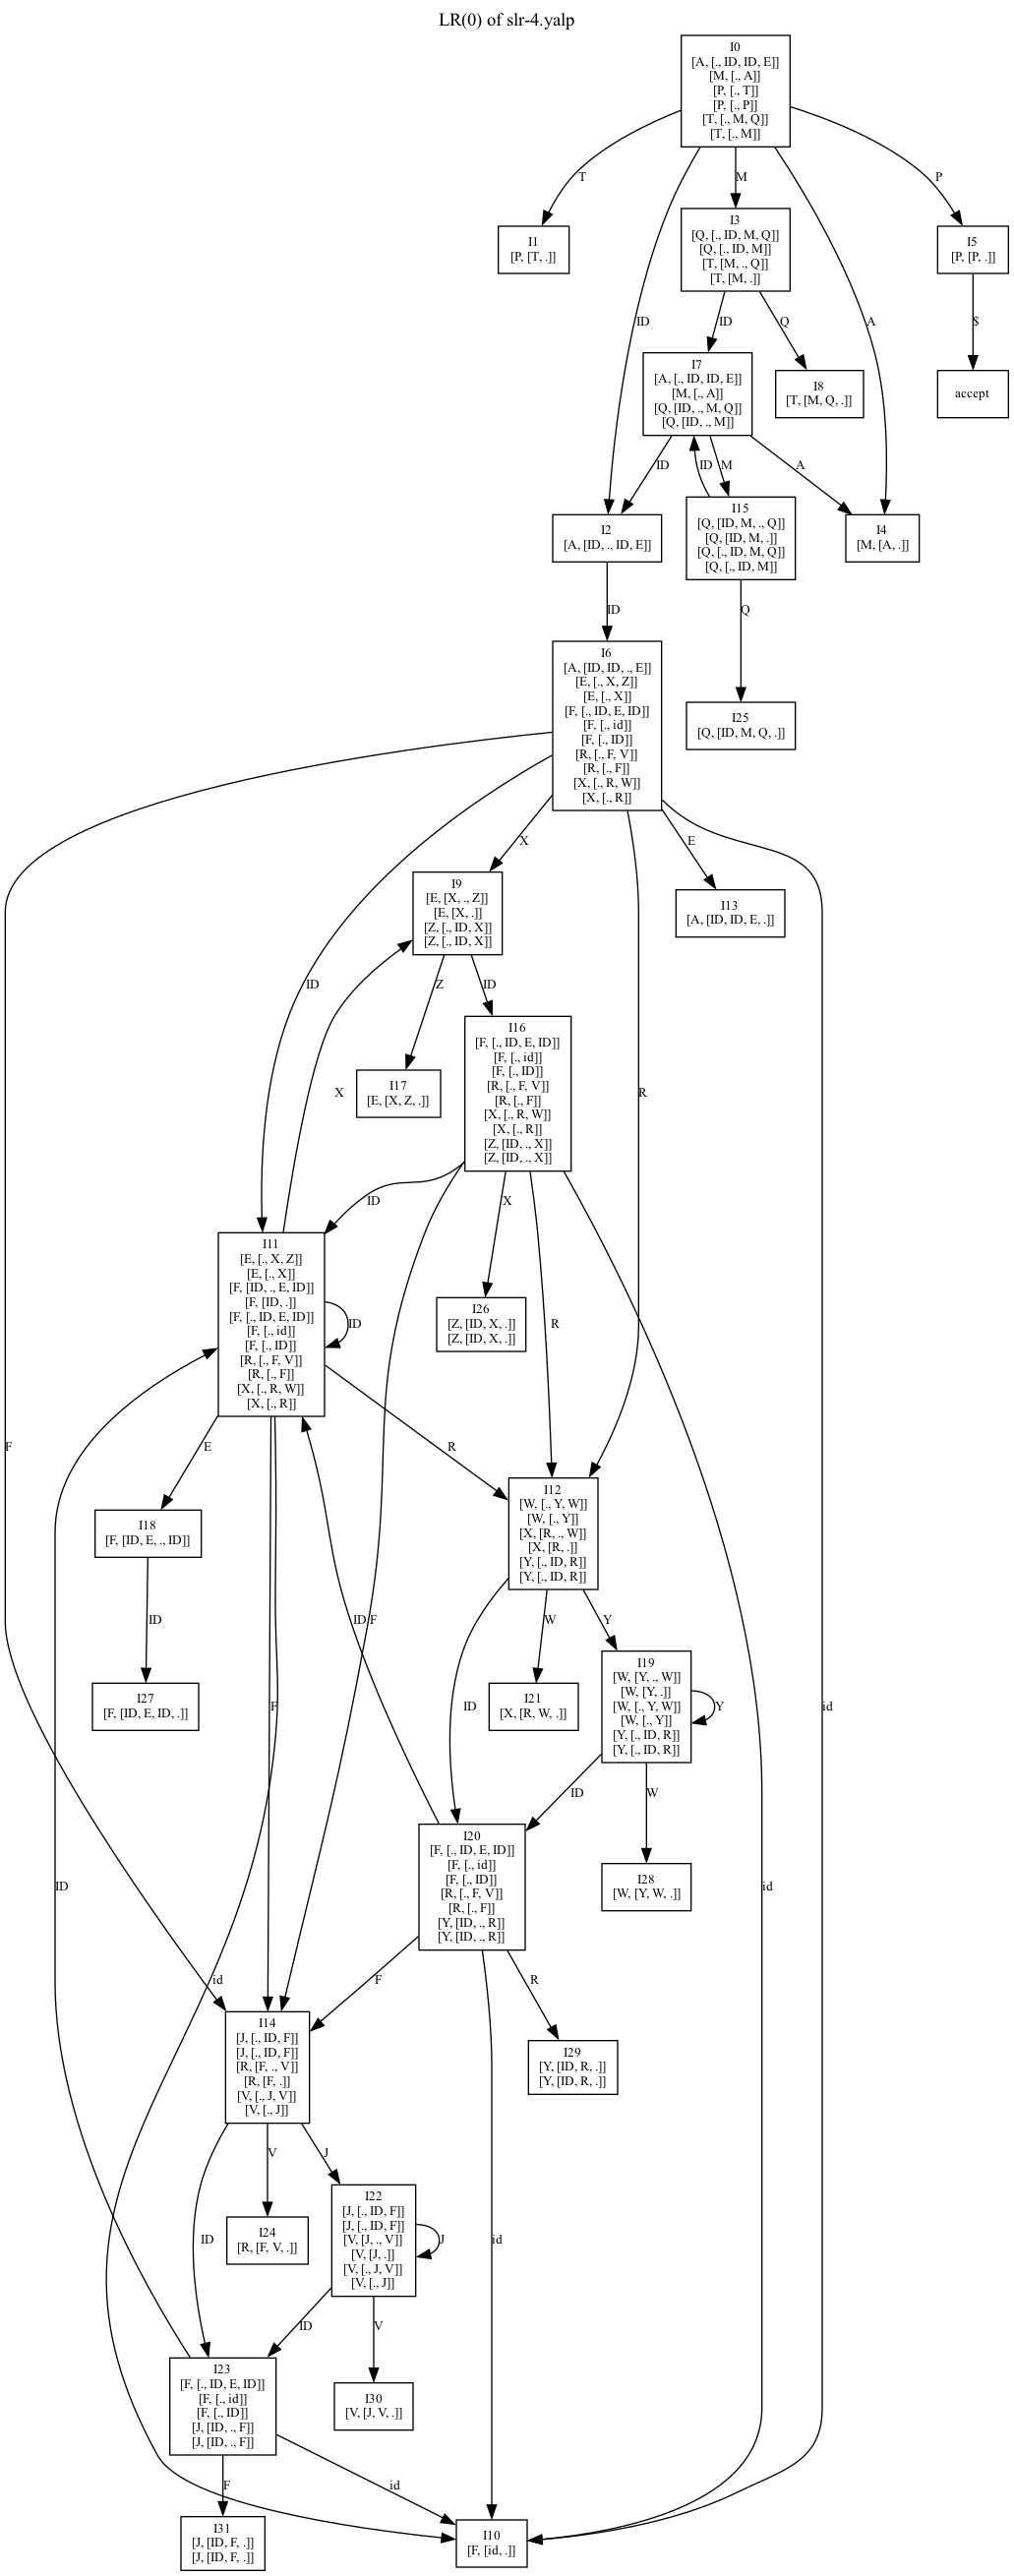 LR(0) of slr-4.yalp
I0
[A, [., ID, ID, E]]
[M, [., A]]
[P, [., T]]
[P, [., P]]
[T, [., M, Q]]
[T, [., M]]
T
M
P
I1
[P, [T, .]]
I3
[Q, [., ID, M, Q]]
[Q, [., ID, M]]
[T, [M, ., Q]]
[T, [M, .]]
I5
[P, [P, .]]
ID
ID
Q
A
$
I7
[A, [., ID, ID, E]]
[M, [., A]]
[Q, [ID, ., M, Q]]
[Q, [ID, ., M]]
I8
[T, [M, Q, .]]
accept
ID
ID
M
A
I2
[A, [ID, ., ID, E]]
I15
[Q, [ID, M, ., Q]]
[Q, [ID, M, .]]
[Q, [., ID, M, Q]]
[Q, [., ID, M]]
I4
[M, [A, .]]
ID
Q
I6
[A, [ID, ID, ., E]]
[E, [., X, Z]]
[E, [., X]]
[F, [., ID, E, ID]]
[F, [., id]]
[F, [., ID]]
[R, [., F, V]]
[R, [., F]]
[X, [., R, W]]
[X, [., R]]
I25
[Q, [ID, M, Q, .]]
X
E
I9
[E, [X, ., Z]]
[E, [X, .]]
[Z, [., ID, X]]
[Z, [., ID, X]]
I13
[A, [ID, ID, E, .]]
ID
Z
ID
I16
[F, [., ID, E, ID]]
[F, [., id]]
[F, [., ID]]
[R, [., F, V]]
[R, [., F]]
[X, [., R, W]]
[X, [., R]]
[Z, [ID, ., X]]
[Z, [ID, ., X]]
I17
[E, [X, Z, .]]
X
R
ID
X
I11
[E, [., X, Z]]
[E, [., X]]
[F, [ID, ., E, ID]]
[F, [ID, .]]
[F, [., ID, E, ID]]
[F, [., id]]
[F, [., ID]]
[R, [., F, V]]
[R, [., F]]
[X, [., R, W]]
[X, [., R]]
ID
I26
[Z, [ID, X, .]]
[Z, [ID, X, .]]
R
F
E
R
I12
[W, [., Y, W]]
[W, [., Y]]
[X, [R, ., W]]
[X, [R, .]]
[Y, [., ID, R]]
[Y, [., ID, R]]
I18
[F, [ID, E, ., ID]]
ID
ID
F
W
Y
I27
[F, [ID, E, ID, .]]
F
ID
I21
[X, [R, W, .]]
I19
[W, [Y, ., W]]
[W, [Y, .]]
[W, [., Y, W]]
[W, [., Y]]
[Y, [., ID, R]]
[Y, [., ID, R]]
Y
id
ID
W
I20
[F, [., ID, E, ID]]
[F, [., id]]
[F, [., ID]]
[R, [., F, V]]
[R, [., F]]
[Y, [ID, ., R]]
[Y, [ID, ., R]]
I28
[W, [Y, W, .]]
ID
id
id
F
R
I14
[J, [., ID, F]]
[J, [., ID, F]]
[R, [F, ., V]]
[R, [F, .]]
[V, [., J, V]]
[V, [., J]]
I29
[Y, [ID, R, .]]
[Y, [ID, R, .]]
V
J
ID
I24
[R, [F, V, .]]
I22
[J, [., ID, F]]
[J, [., ID, F]]
[V, [J, ., V]]
[V, [J, .]]
[V, [., J, V]]
[V, [., J]]
J
id
ID
V
I23
[F, [., ID, E, ID]]
[F, [., id]]
[F, [., ID]]
[J, [ID, ., F]]
[J, [ID, ., F]]
I30
[V, [J, V, .]]
F
id
I31
[J, [ID, F, .]]
[J, [ID, F, .]]
I10
[F, [id, .]]